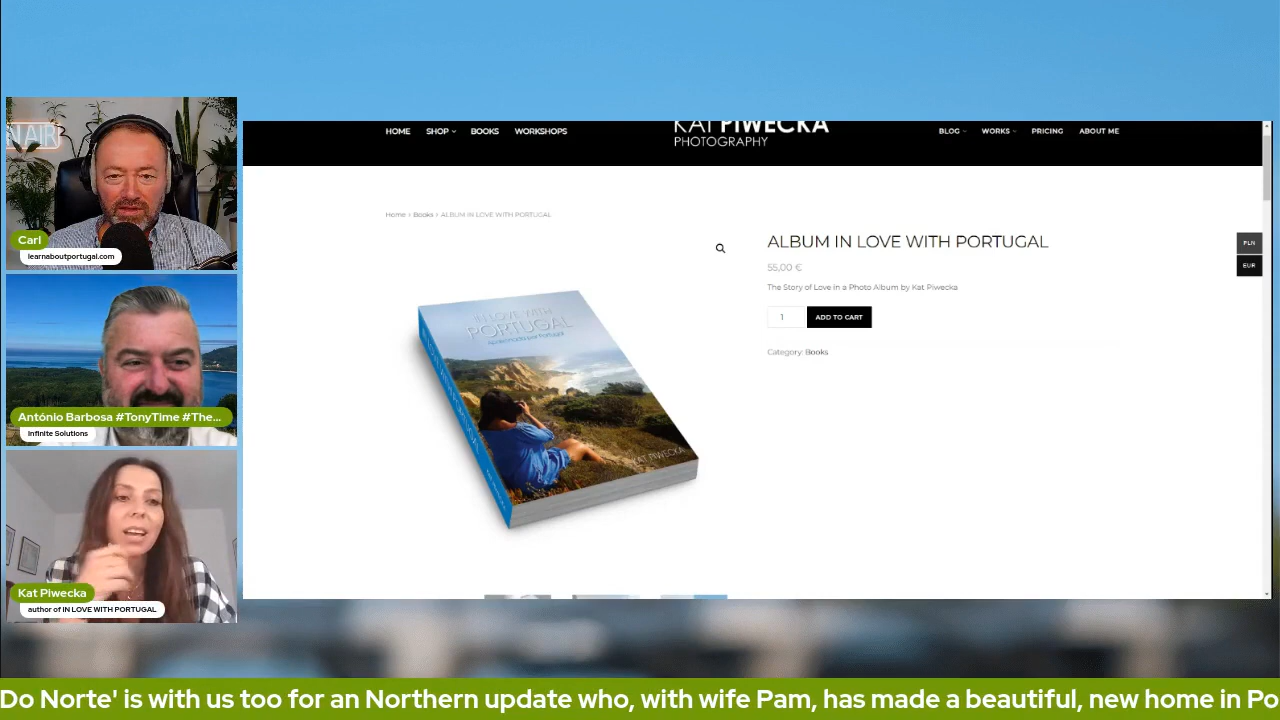 N AIR
Carl
learnaboutportugal.com
António Barbosa #TonyTime #The...
Infinite Solutions
Kat Piwecka
author of IN LOVE WITH PORTUGAL
HOME SHOP BOOKS WORKSHOPS
KAT PIWECKA
PHOTOGRAPHY
BLOG WORKS PRICING ABOUT ME
Home › Books › ALBUM IN LOVE WITH PORTUGAL
IN LOVE WITH
PORTUGAL
Apaixonada por Portugal
KAT PIWECKA
ALBUM IN LOVE WITH PORTUGAL
55,00 €
The Story of Love in a Photo Album by Kat Piwecka
1 ADD TO CART
Category: Books
PLN
EUR
Do Norte' is with us too for an Northern update who, with wife Pam, has made a beautiful, new home in Po